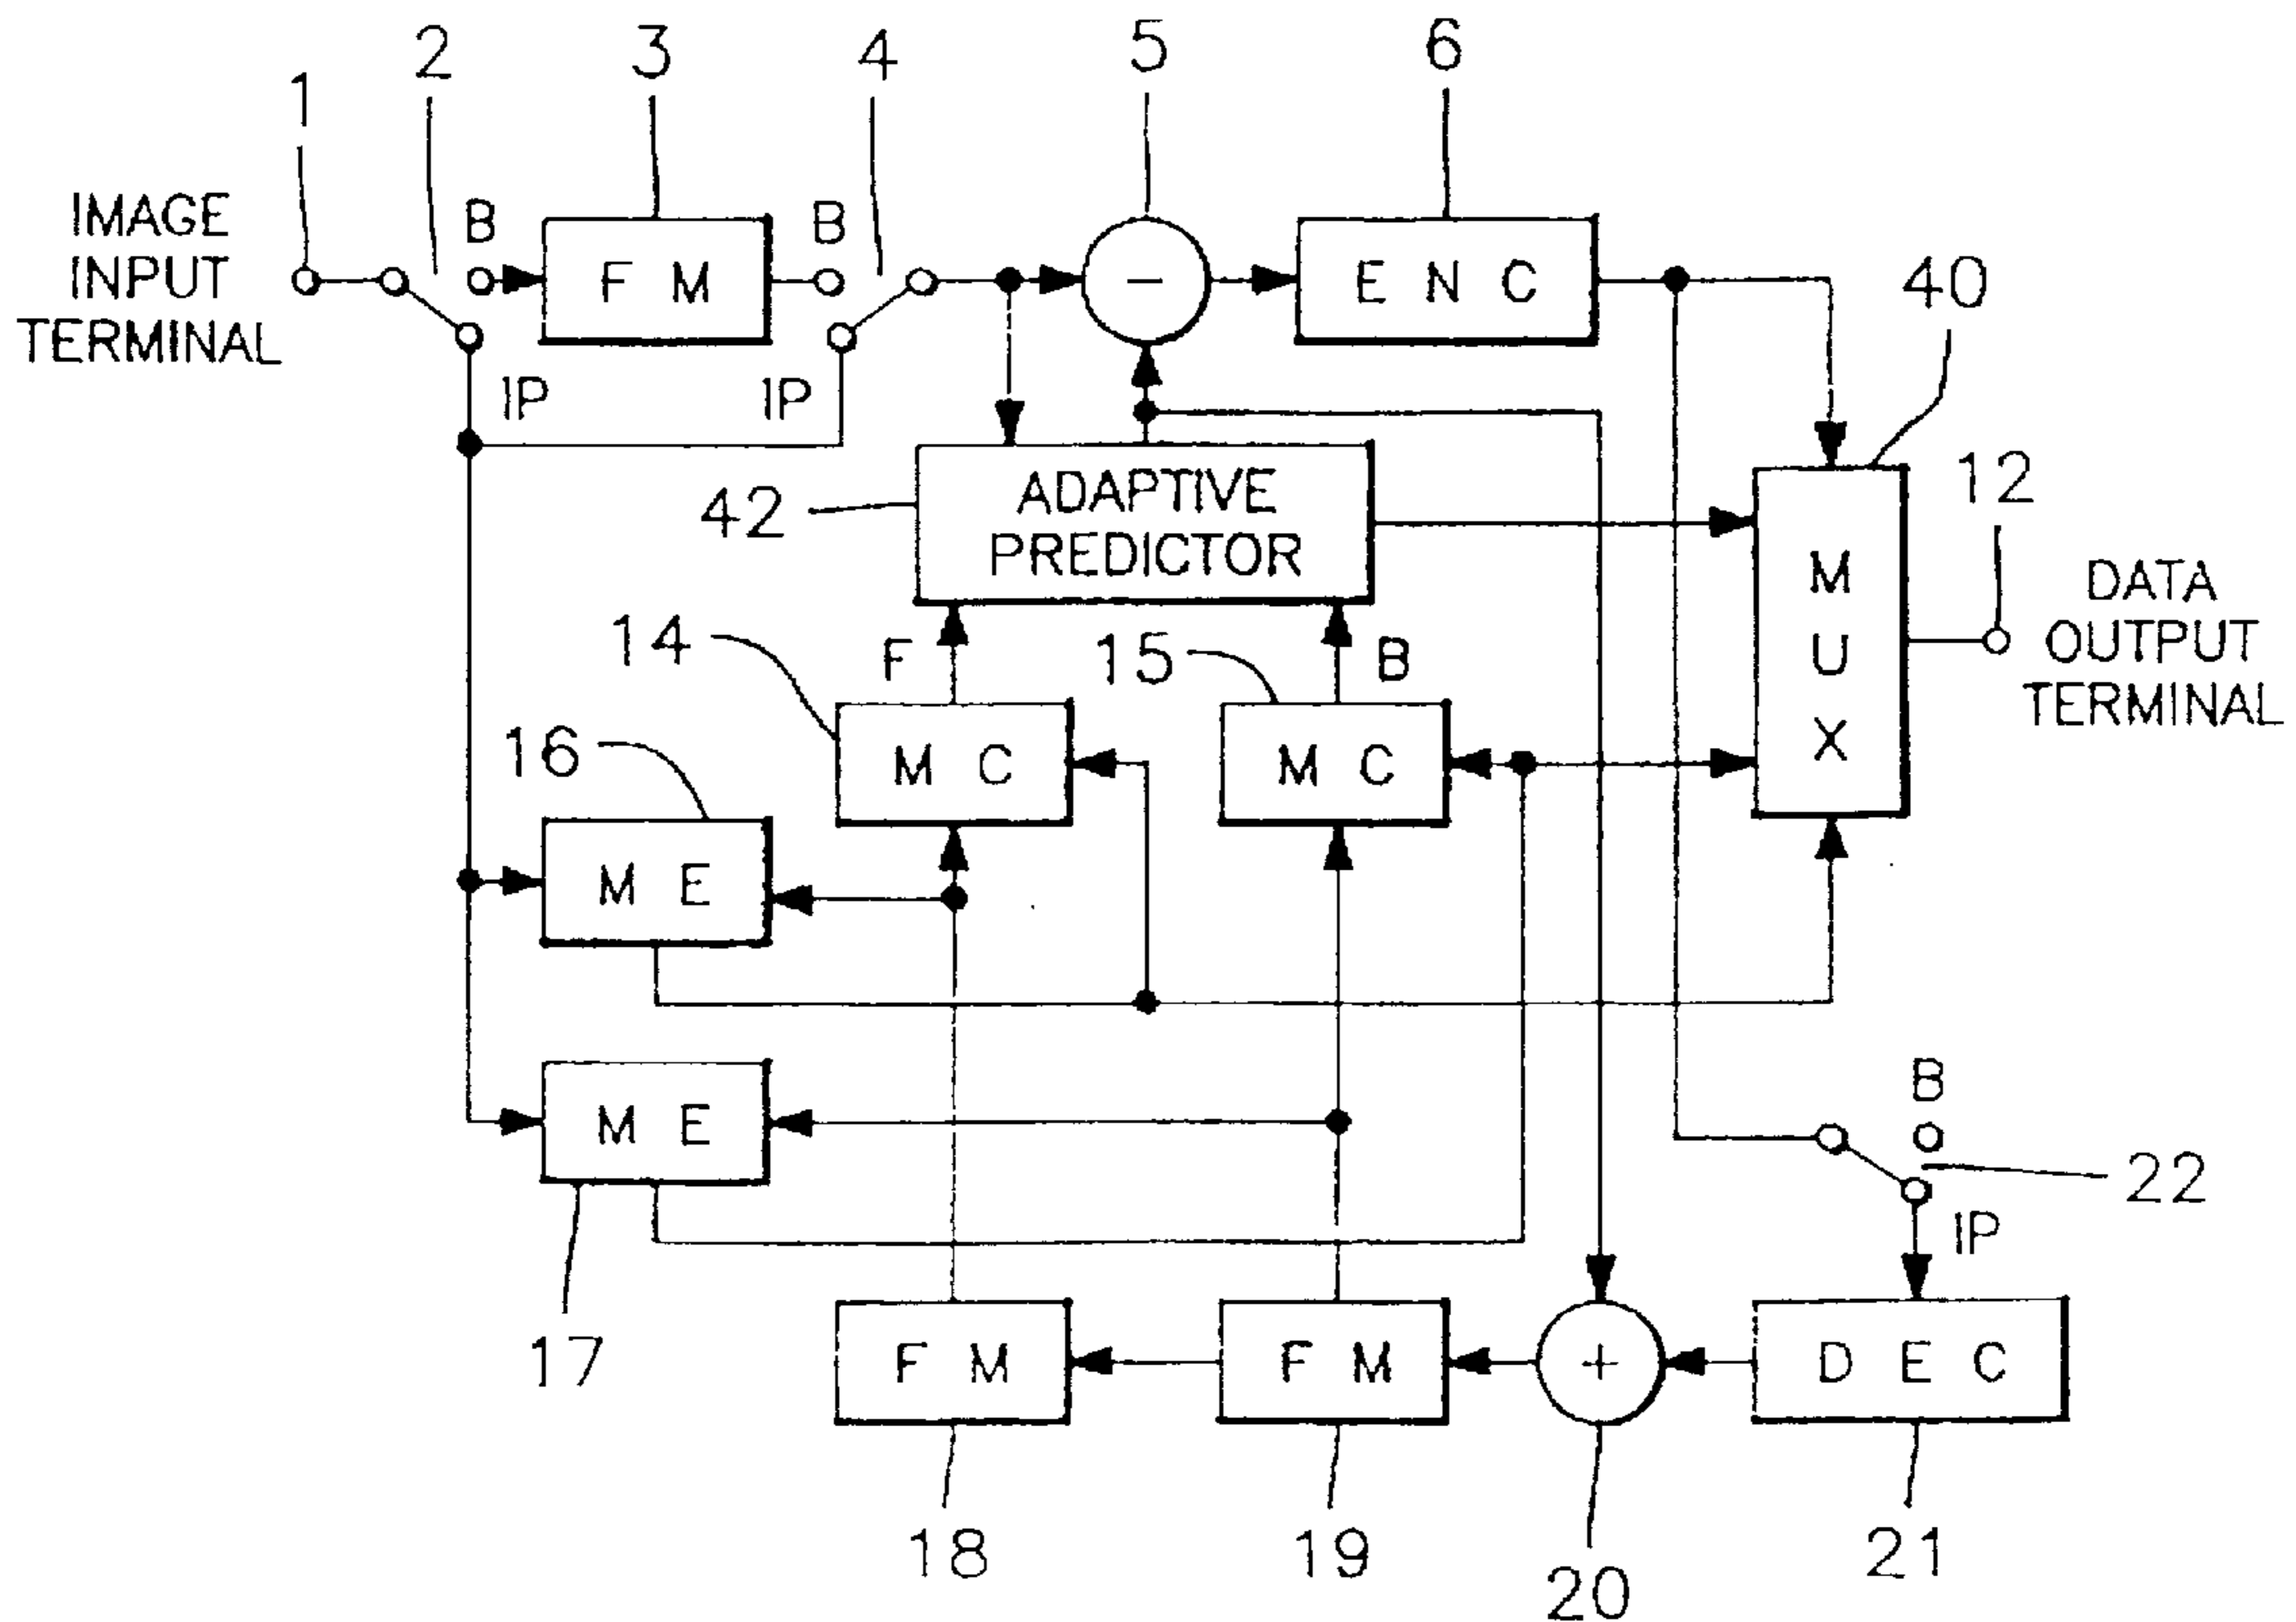 1
2
3
4
5
6
IMAGE
INPUT
TERMINAL
B
F M
B
−
E N C
40
IP
IP
42
ADAPTIVE
PREDICTOR
12
M
U
X
DATA
OUTPUT
TERMINAL
14
F
15
B
16
M C
M C
M E
M E
B
22
IP
17
F M
F M
+
D E C
18
19
20
21